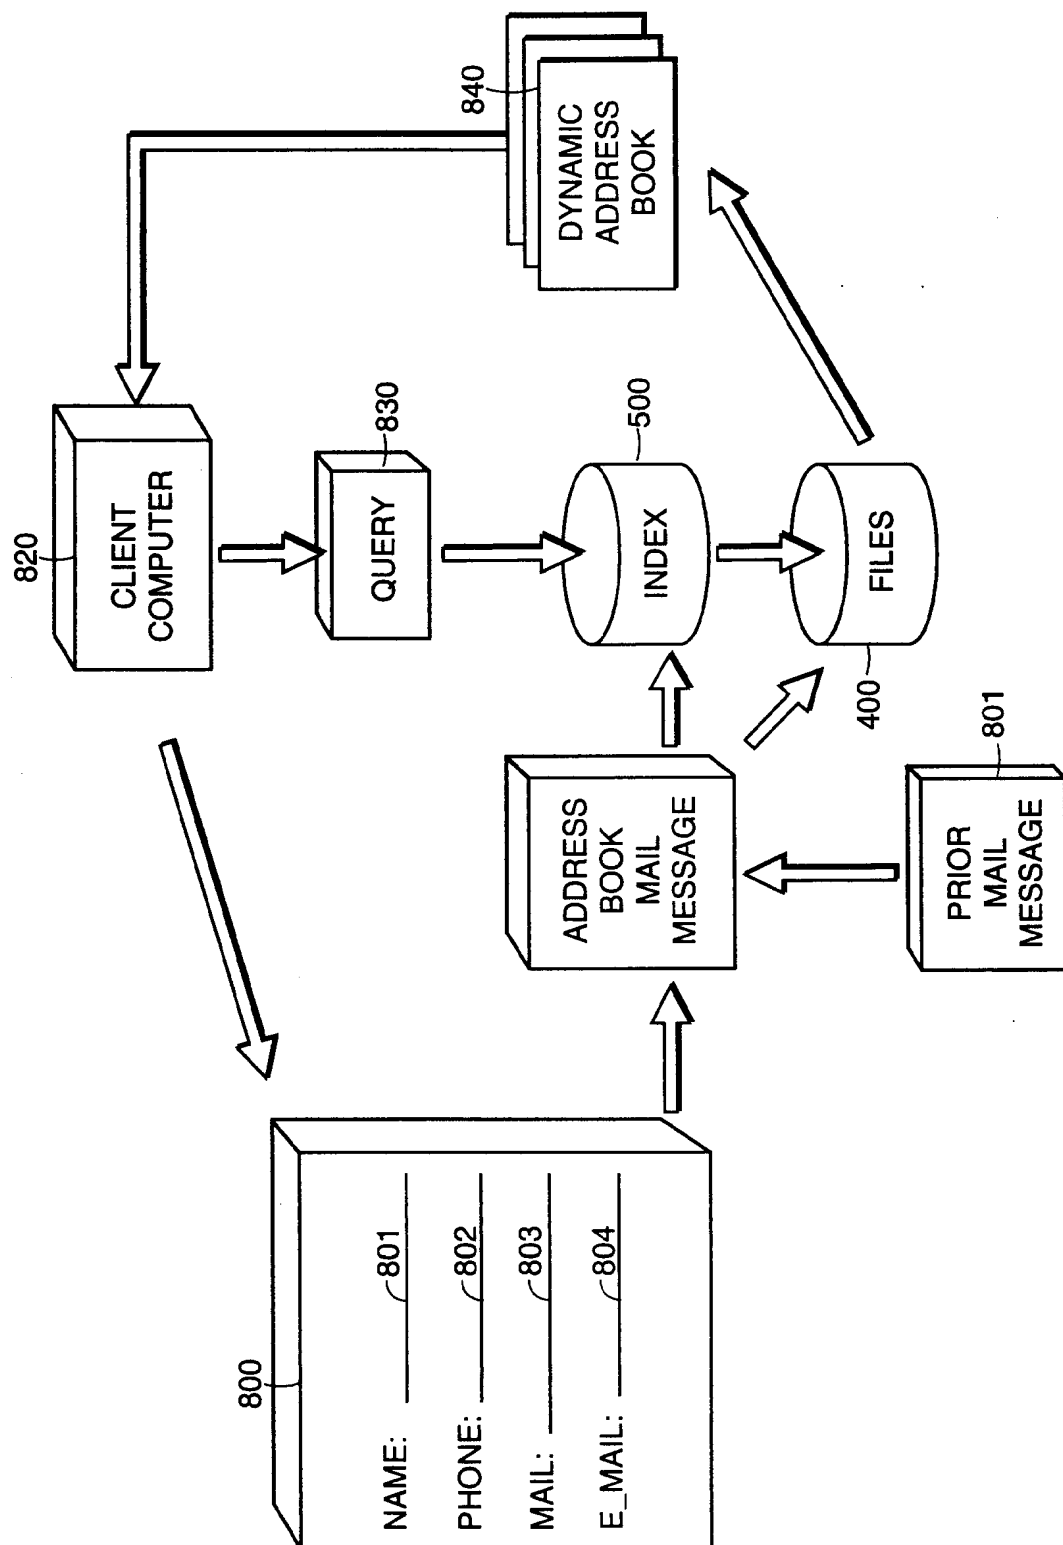 800
NAME:
801
PHONE:
802
MAIL:
803
E_MAIL:
804
820
CLIENT
COMPUTER
QUERY
830
ADDRESS
BOOK
MAIL
MESSAGE
INDEX
500
FILES
400
PRIOR
MAIL
MESSAGE
801
DYNAMIC
ADDRESS
BOOK
840